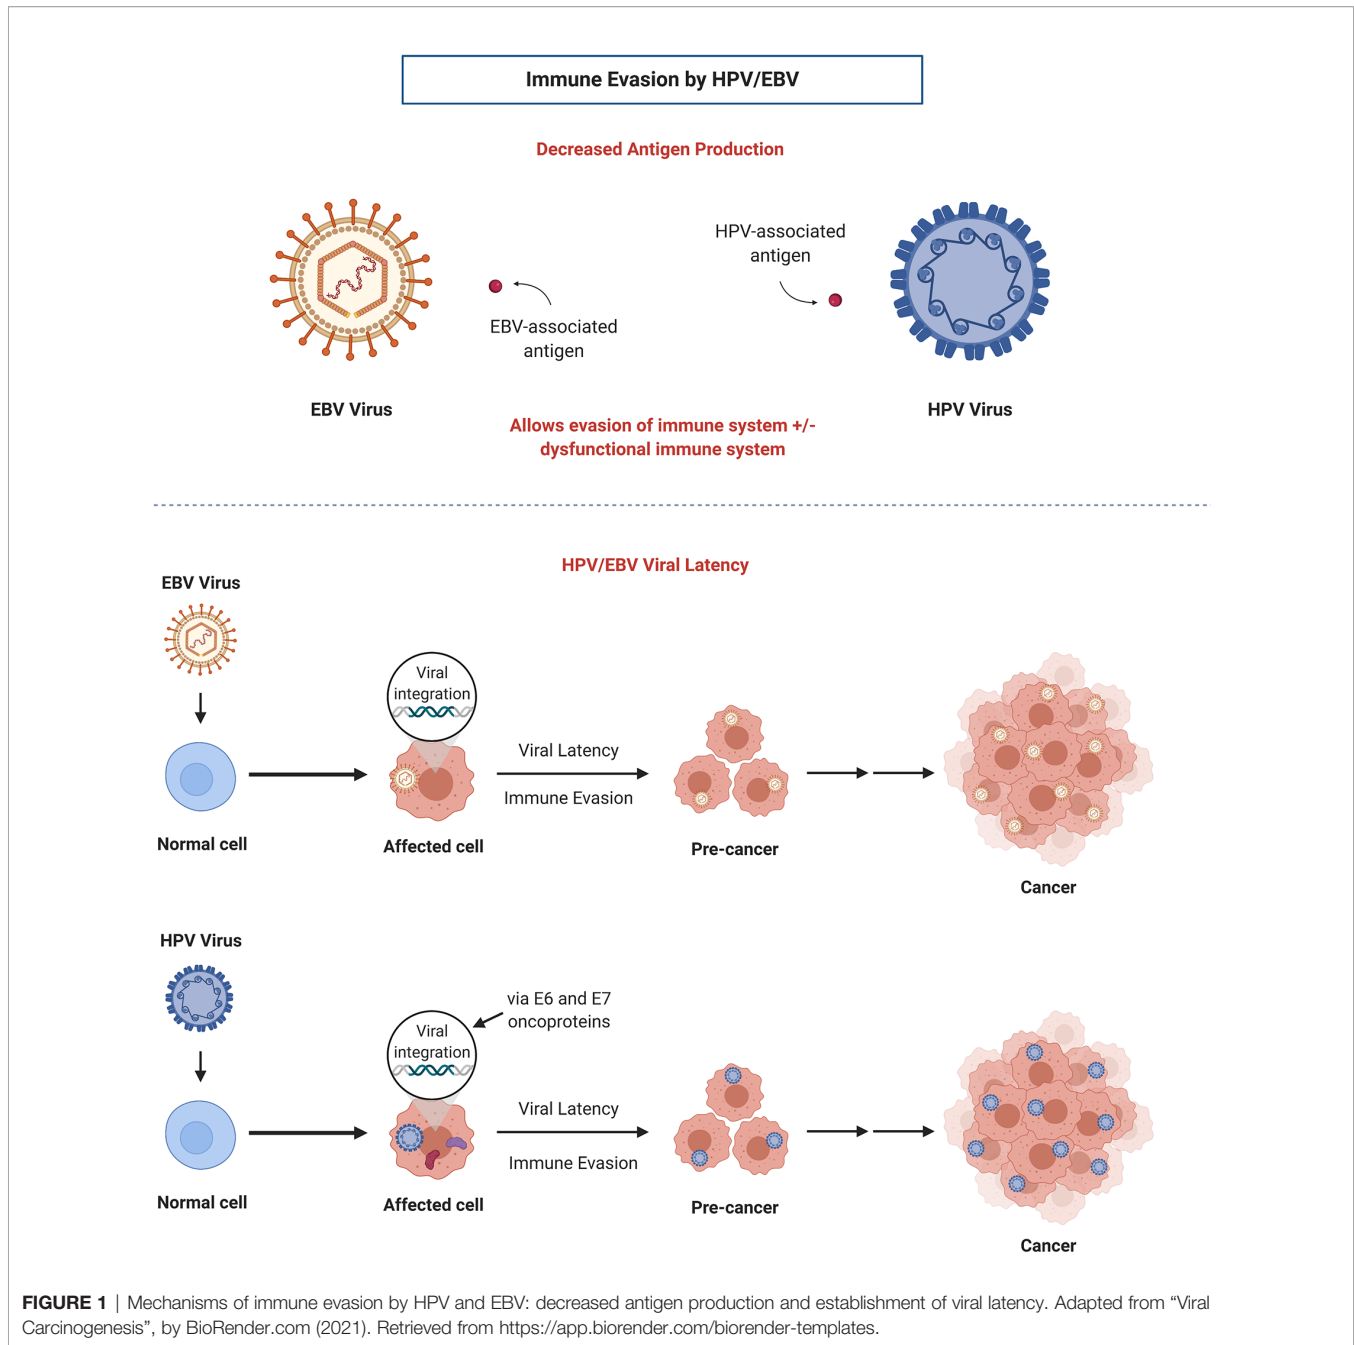 Immune Evasion by HPV/EBV
Decreased Antigen Production
HPV-associated
antigen
EBV-associated
antigen
EBV Virus
HPV Virus
Allows evasion of immune system +/-
dysfunctional immune system
HPV/EBV Viral Latency
EBV Virus
Viral
integration
Viral Latency
Immune Evasion
Normal cell
Affected cell
Pre-cancer
Cancer
HPV Virus
via E6 and E7
oncoproteins
Viral
integration
Viral Latency
Immune Evasion
Normal cell
Affected cell
Pre-cancer
Cancer
FIGURE 1 | Mechanisms of immune evasion by HPV and EBV: decreased antigen production and establishment of viral latency. Adapted from “Viral
Carcinogenesis”, by BioRender.com (2021). Retrieved from https://app.biorender.com/biorender-templates.